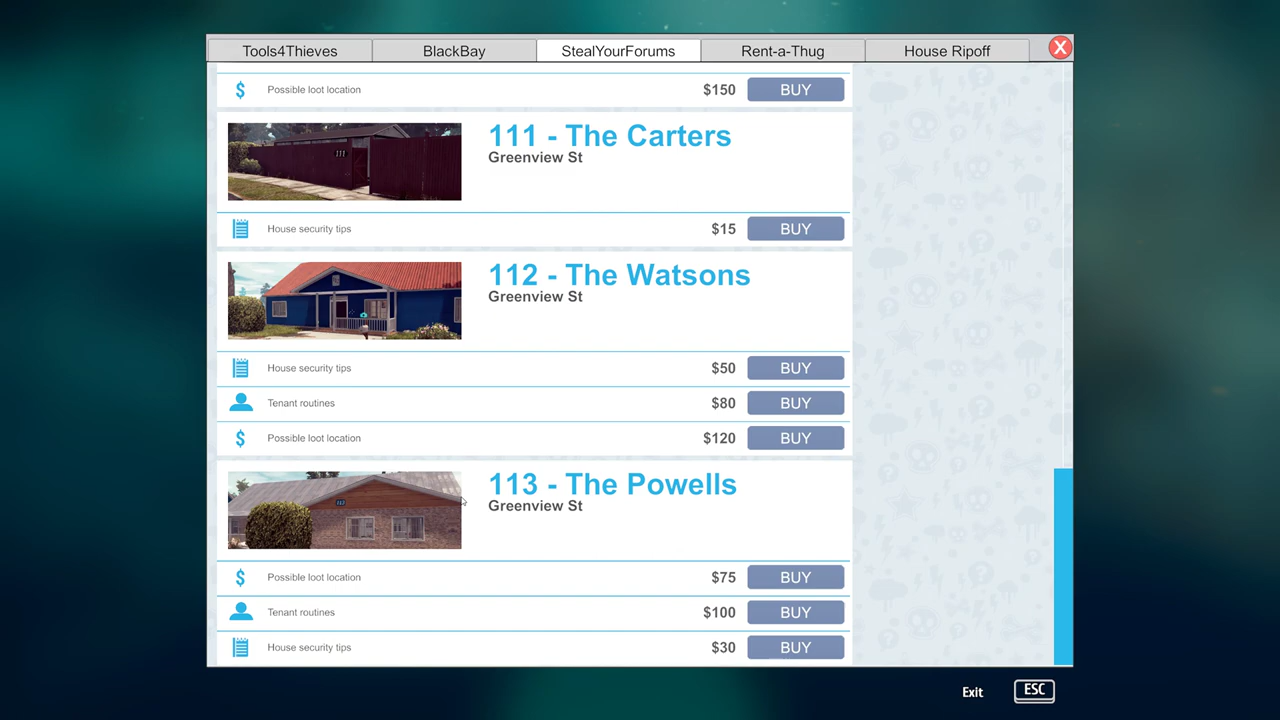 Tools4Thieves
BlackBay
StealYourForums
Rent-a-Thug
House Ripoff
X
$ Possible loot location $150 BUY
111
111 - The Carters
Greenview St
House security tips $15 BUY
112 - The Watsons
Greenview St
House security tips $50 BUY
Tenant routines $80 BUY
$ Possible loot location $120 BUY
113
113 - The Powells
Greenview St
$ Possible loot location $75 BUY
Tenant routines $100 BUY
House security tips $30 BUY
Exit ESC